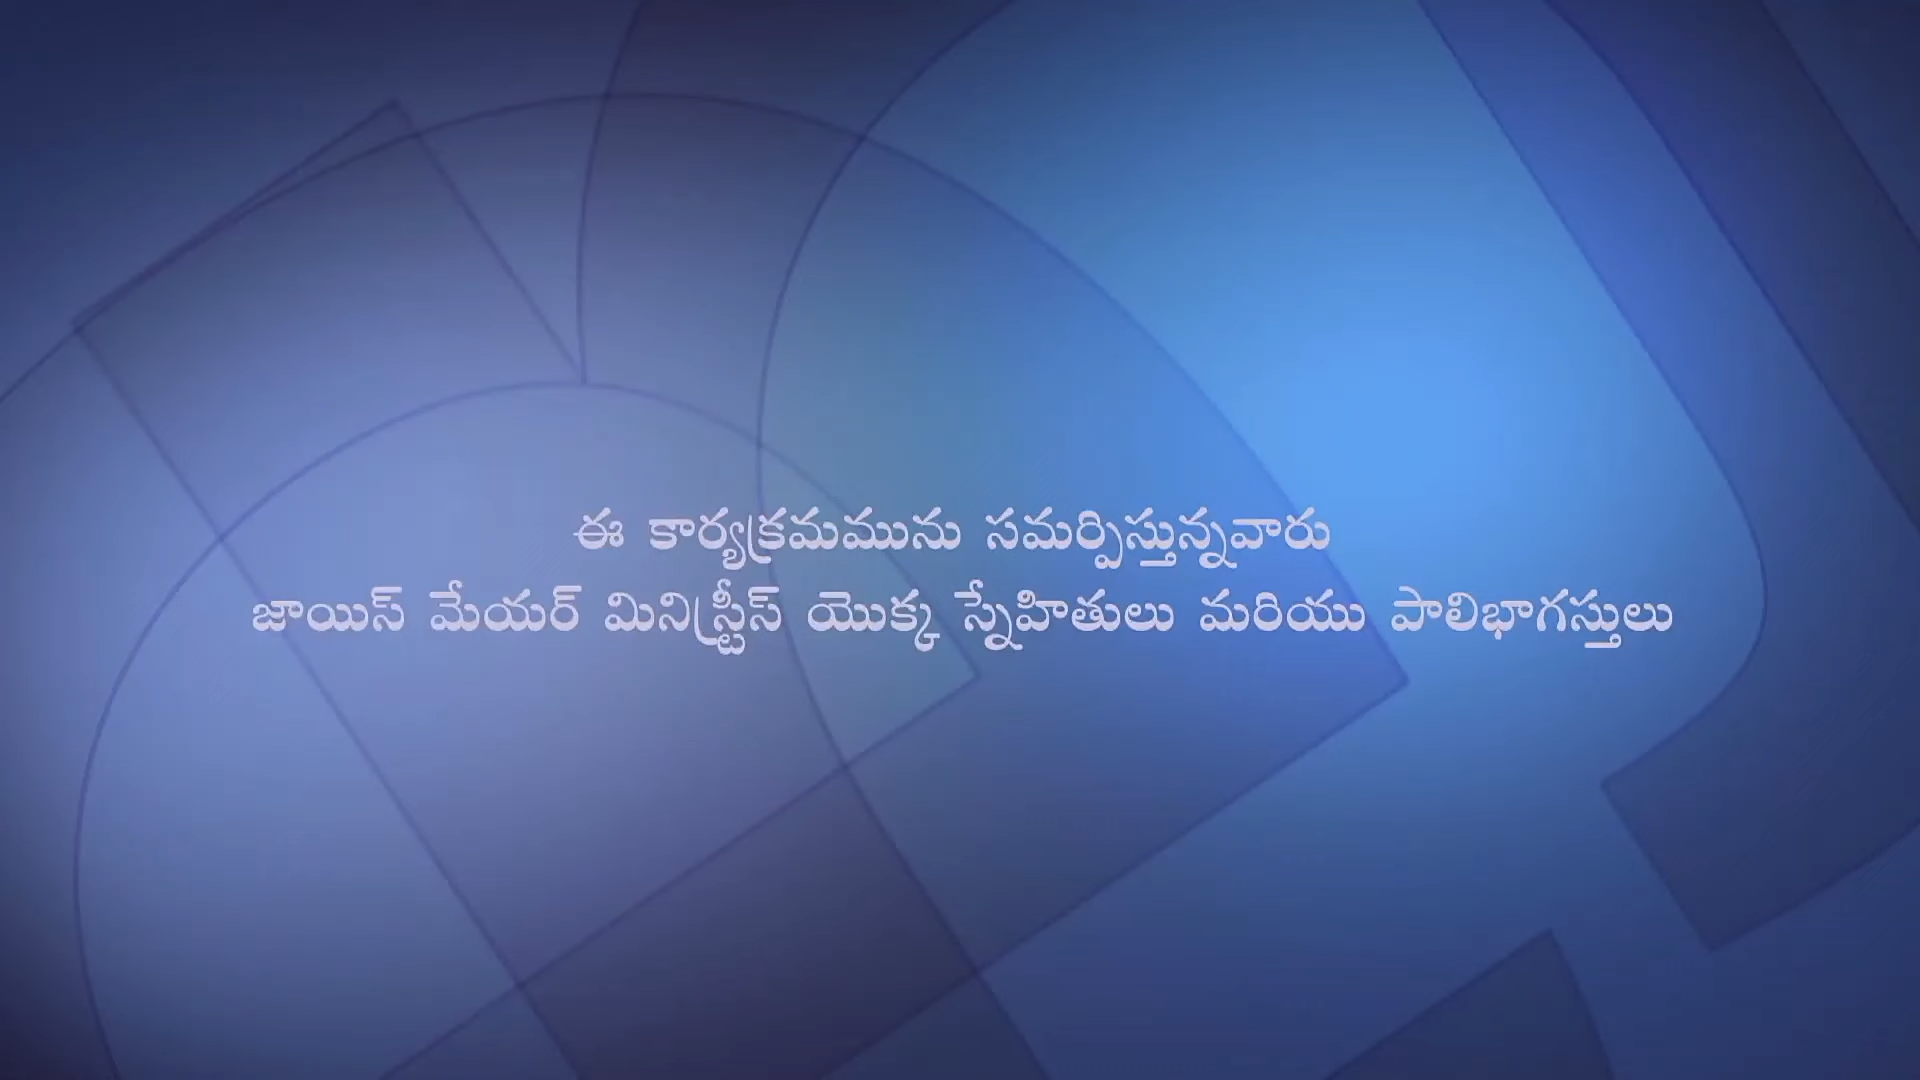 ఈ కార్యక్రమమును సమర్పిస్తున్నవారు
జాయిస్ మేయర్ మినిస్ట్రీస్ యొక్క స్నేహితులు మరియు పాలిభాగస్తులు